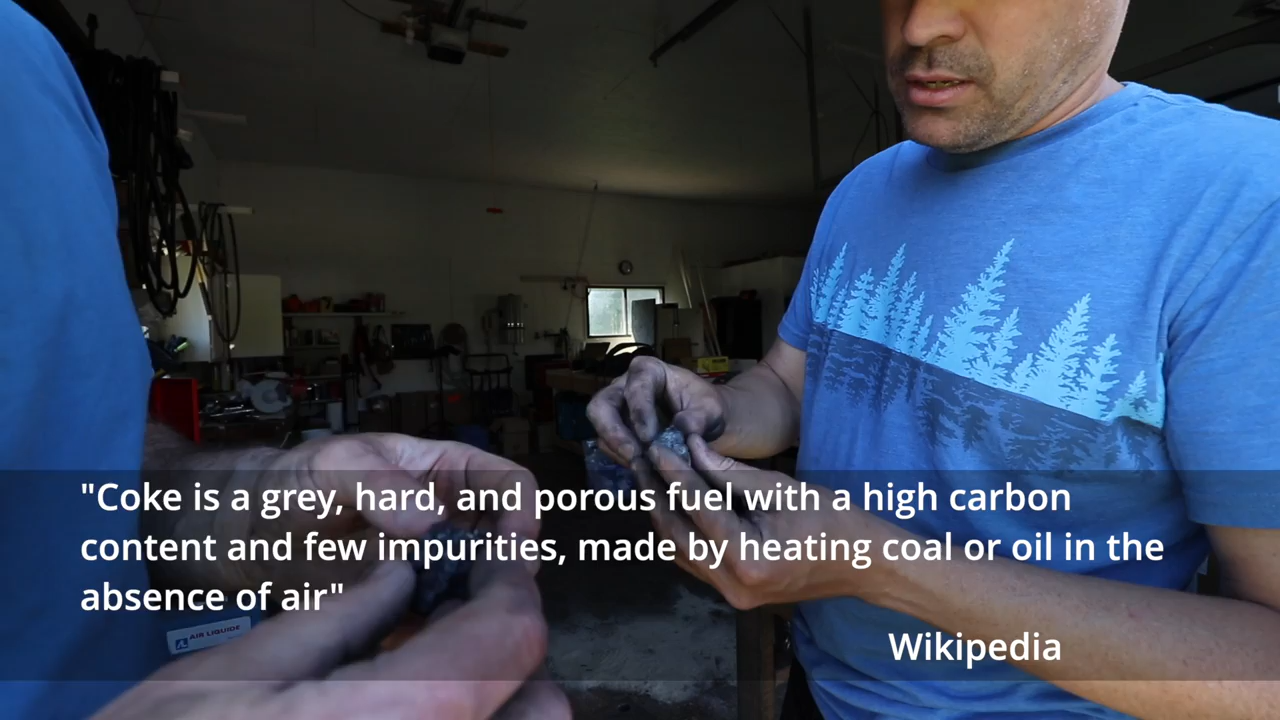 "Coke is a grey, hard, and porous fuel with a high carbon
content and few impurities, made by heating coal or oil in the
absence of air"
AIR LIQUIDE
Wikipedia